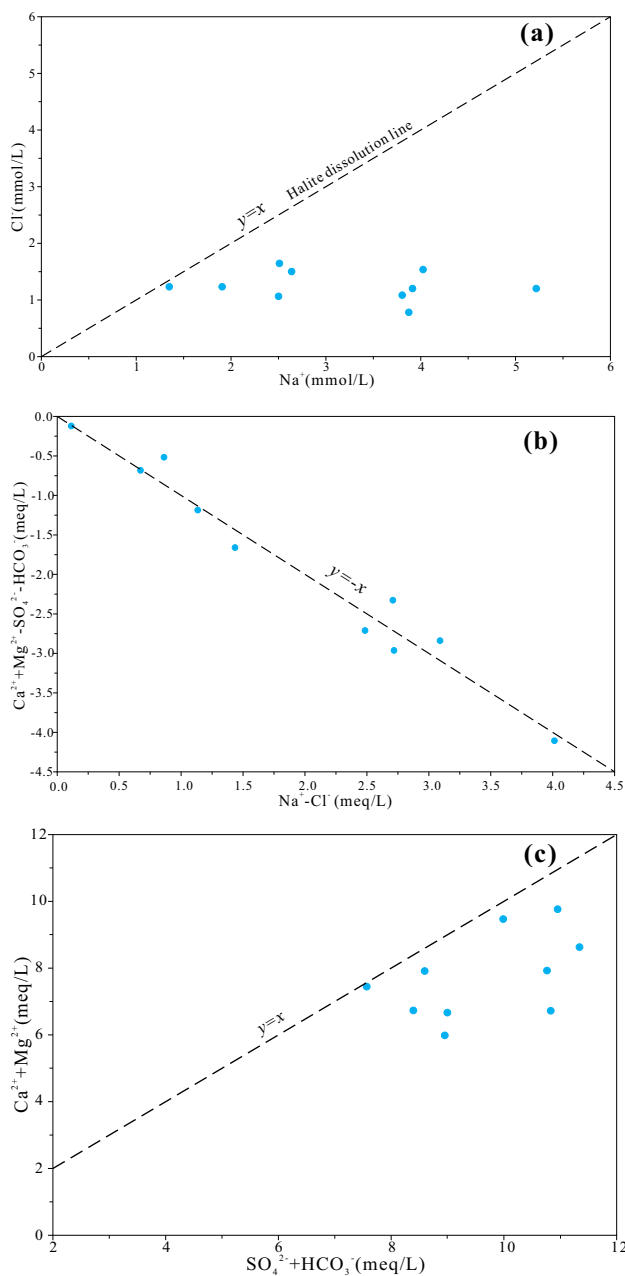 (a)
6
5
4
3
2
1
0
Cl⁻(mmol/L)
Halite dissolution line
y=x
0 1 2 3 4 5 6
Na⁺(mmol/L)
(b)
0.0
-0.5
-1.0
-1.5
-2.0
-2.5
-3.0
-3.5
-4.0
-4.5
Ca²⁺+Mg²⁺-SO₄²⁻-HCO₃⁻(meq/L)
y=-x
0.0 0.5 1.0 1.5 2.0 2.5 3.0 3.5 4.0 4.5
Na⁺-Cl⁻(meq/L)
(c)
12
10
8
6
4
2
0
Ca²⁺+Mg²⁺(meq/L)
y=x
2 4 6 8 10 12
SO₄²⁻+HCO₃⁻(meq/L)